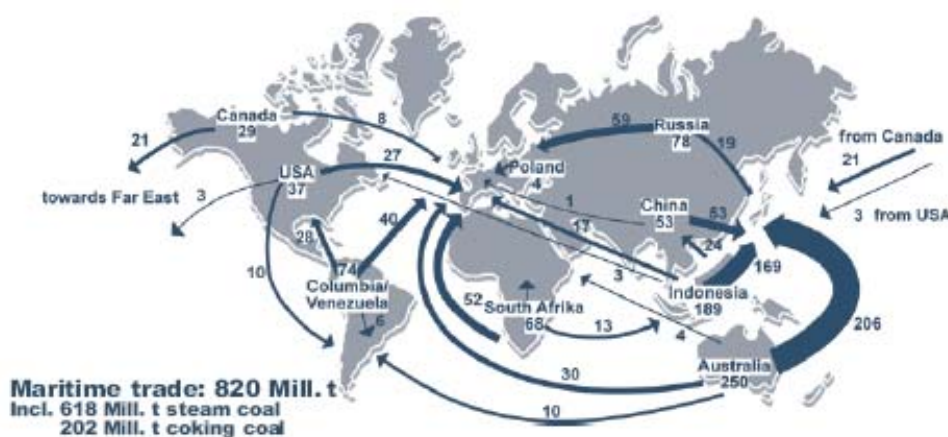 Canada
29
8
21
59
Russia
78
19
from Canada
21
USA
37
27
Poland
4
towards Far East
3
1
China
53
53
3 from USA
28
40
17
24
10
74
Columbia/
Venezuela
6
3
169
Indonesia
189
52
South Afrika
68
13
4
206
Australia
250
30
10
Maritime trade: 820 Mill. t
Incl. 618 Mill. t steam coal
202 Mill. t coking coal